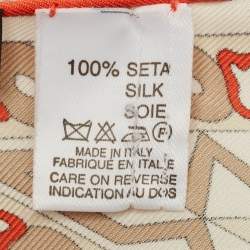 100% SETA
SILK
SOIE
MADE IN ITALY
FABRIQUE EN ITALIE
CARE ON REVERSE
INDICATION AU DOS